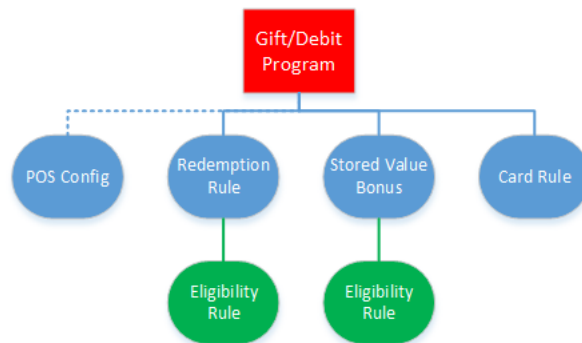 Gift/Debit
Program
POS Config
Redemption
Rule
Stored Value
Bonus
Card Rule
Eligibility
Rule
Eligibility
Rule